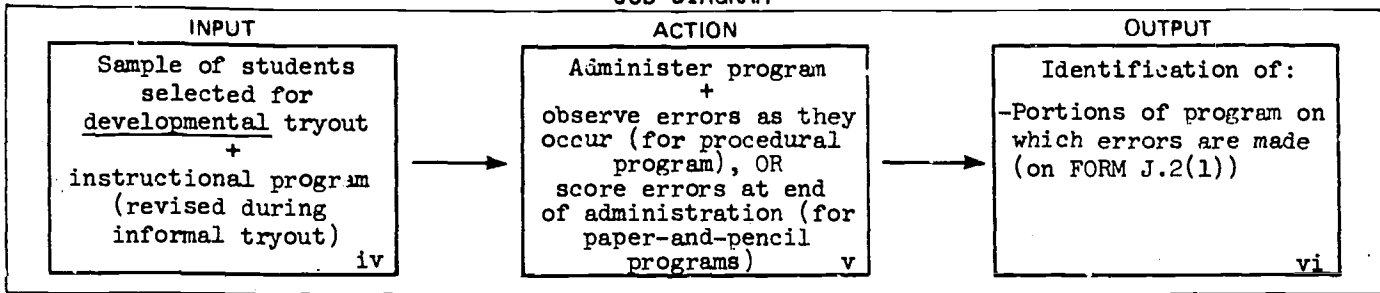 INPUT
Sample of students
selected for
developmental tryout
+
instructional program
(revised during
informal tryout)
iv
ACTION
Administer program
+
observe errors as they
occur (for procedural
program), OR
score errors at end
of administration (for
paper-and-pencil
programs)
v
OUTPUT
Identification of:
-Portions of program on
which errors are made
(on FORM J.2(1))
vi